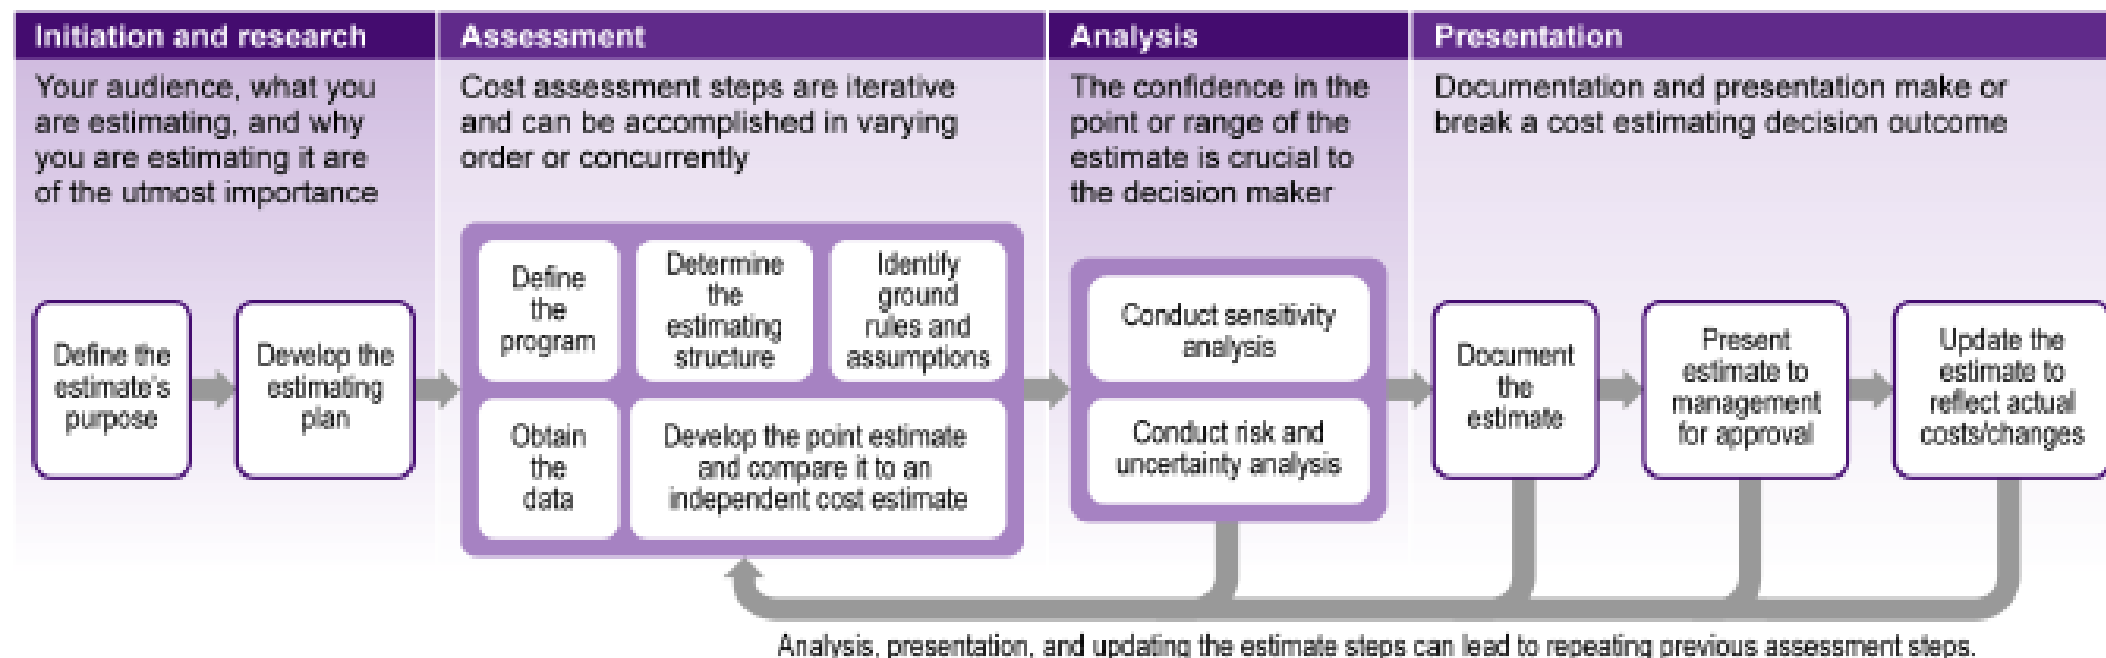 Initiation and research
Your audience, what you
are estimating, and why
you are estimating it are
of the utmost importance
Define the
estimate's
purpose
Develop the
estimating
plan
Assessment
Cost assessment steps are iterative
and can be accomplished in varying
order or concurrently
Define
the
program
Determine
the
estimating
structure
Identify
ground
rules and
assumptions
Obtain
the
data
Develop the point estimate
and compare it to an
independent cost estimate
Analysis
The confidence in the
point or range of the
estimate is crucial to
the decision maker
Conduct sensitivity
analysis
Conduct risk and
uncertainty analysis
Presentation
Documentation and presentation make or
break a cost estimating decision outcome
Document
the
estimate
Present
estimate to
management
for approval
Update the
estimate to
reflect actual
costs/changes
Analysis, presentation, and updating the estimate steps can lead to repeating previous assessment steps.